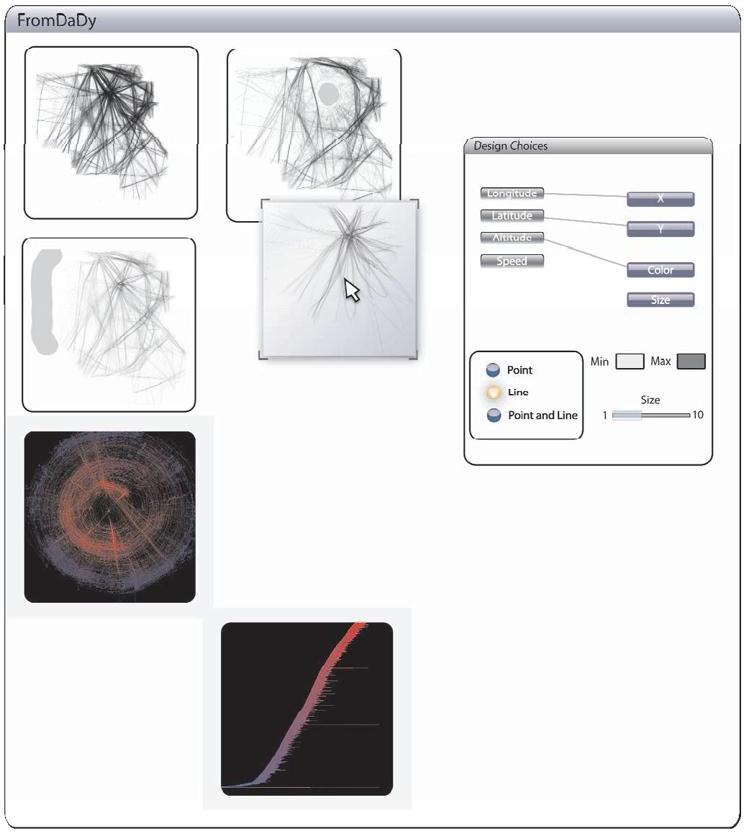 FromDaDy
Design Choices
Longitude
X
Latitude
Y
Altitude
Color
Speed
Size
Point
Line
Point and Line
Min
Max
Size
1
10